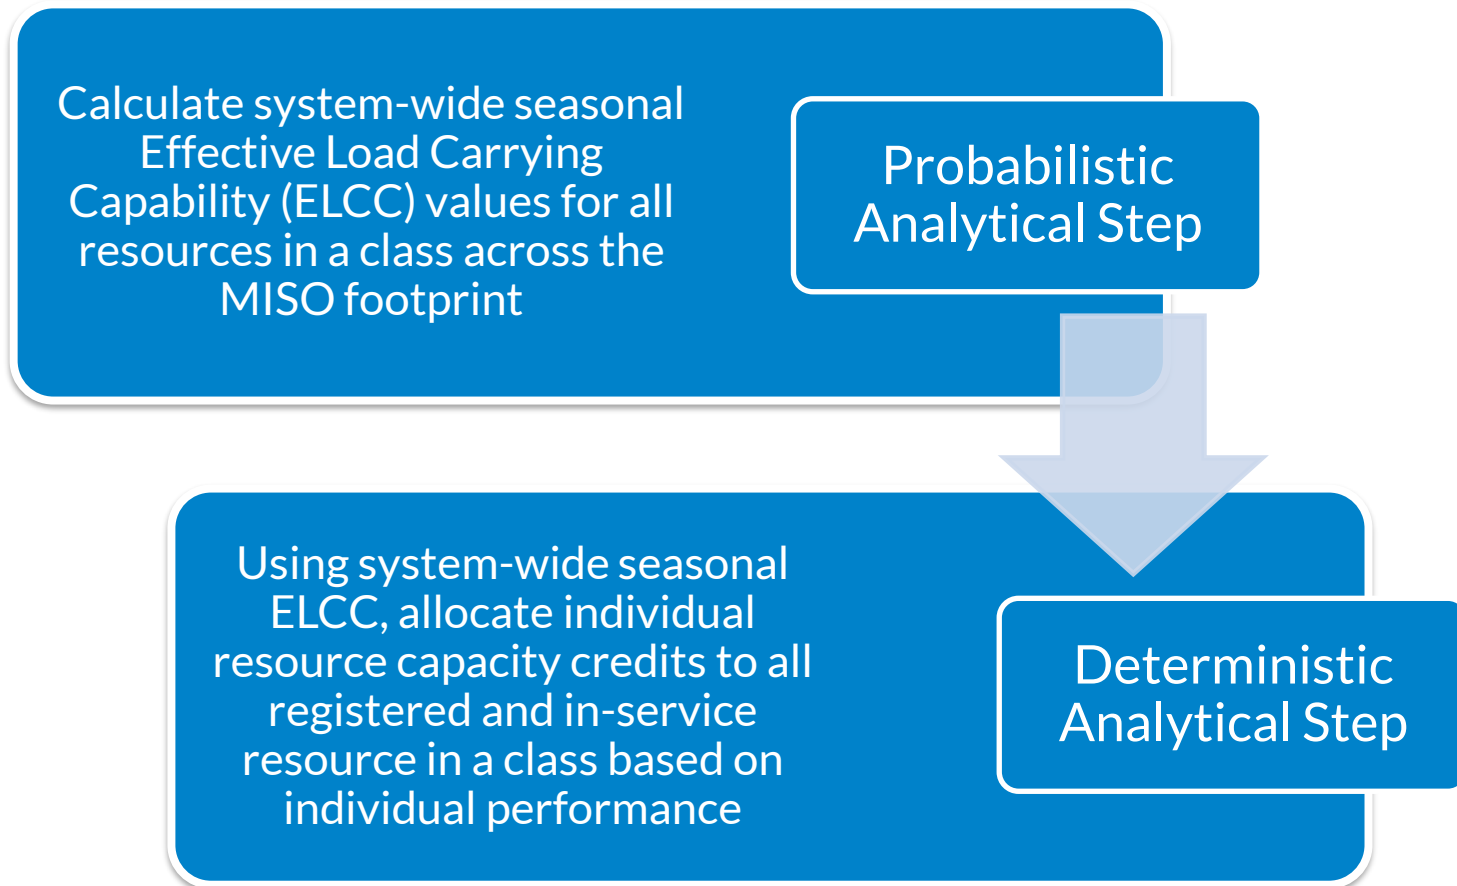 Calculate system-wide seasonal
Effective Load Carrying
Capability (ELCC) values for all
resources in a class across the
MISO footprint
Probabilistic
Analytical Step
Using system-wide seasonal
ELCC, allocate individual
resource capacity credits to all
registered and in-service
resource in a class based on
individual performance
Deterministic
Analytical Step